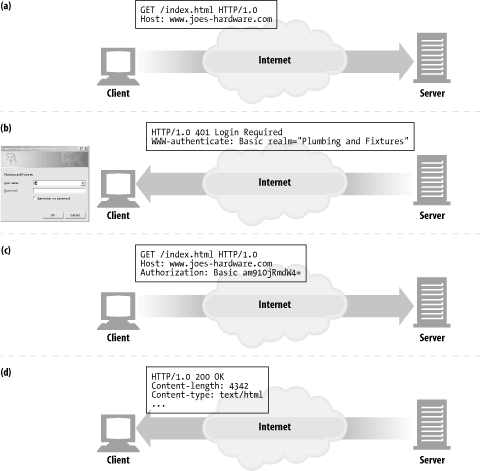 (a)
GET /index.html HTTP/1.0
Host: www.joes-hardware.com
Internet
Client
Server
(b)
HTTP/1.0 401 Login Required
WWW-authenticate: Basic realm="Plumbing and Fixtures"
Plumbing and Fixtures
User name:
Password:
Remember my password
OK
Cancel
Internet
Client
Server
(c)
GET /index.html HTTP/1.0
Host: www.joes-hardware.com
Authorization: Basic am910jRmdW4=
Internet
Client
Server
(d)
HTTP/1.0 200 OK
Content-length: 4342
Content-type: text/html
...
Internet
Client
Server